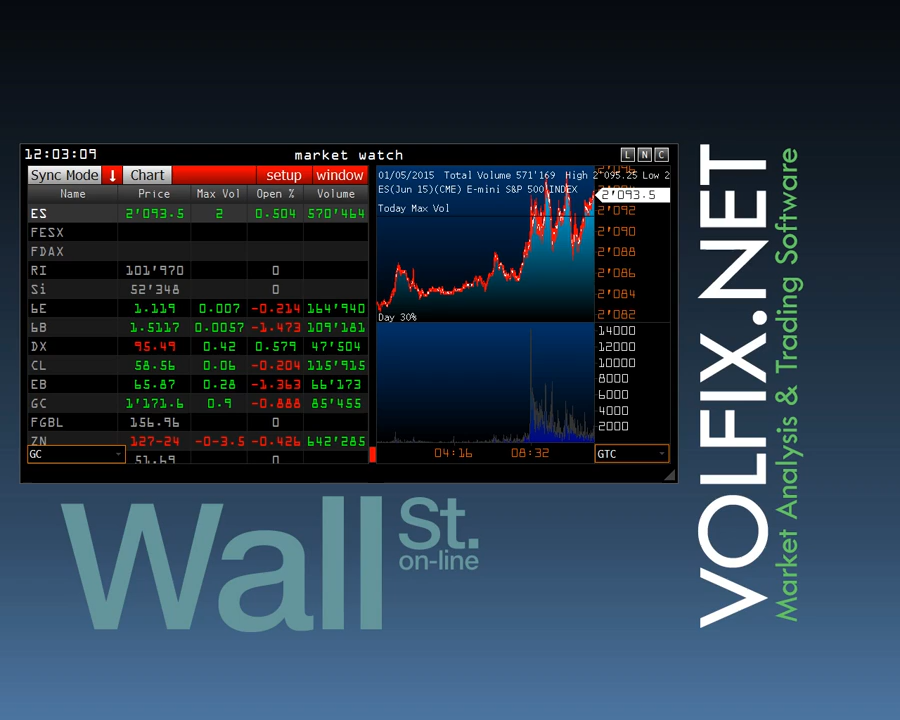 12:03:09 market watch L N C
Sync Mode Chart setup window
Name Price Max Vol Open % Volume
ES 2'093.5 2 0.504 570'464
FESX
FDAX
RI 101'970 0
Si 52'348 0
6E 1.119 0.007 -0.214 164'940
6B 1.5117 0.0057 -1.473 109'181
DX 95.49 0.42 0.579 47'504
CL 58.56 0.06 -0.204 115'915
EB 65.87 0.28 -1.363 66'173
GC 1'171.6 0.9 -0.888 85'455
FGBL 156.96 0
ZN 127-24 -0-3.5 -0.426 642'285
GC 0
01/05/2015 Total Volume 571'169 High 2'095.25 Low 2
ES(Jun 15)(CME) E-mini S&P 500 INDEX
Today Max Vol
2'093.5
2'092
2'090
2'088
2'086
2'084
2'082
Day 30%
14000
12000
10000
8000
6000
4000
2000
04:16 08:32
GTC
Wall St.
on-line
VOLFIX.NET
Market Analysis & Trading Software